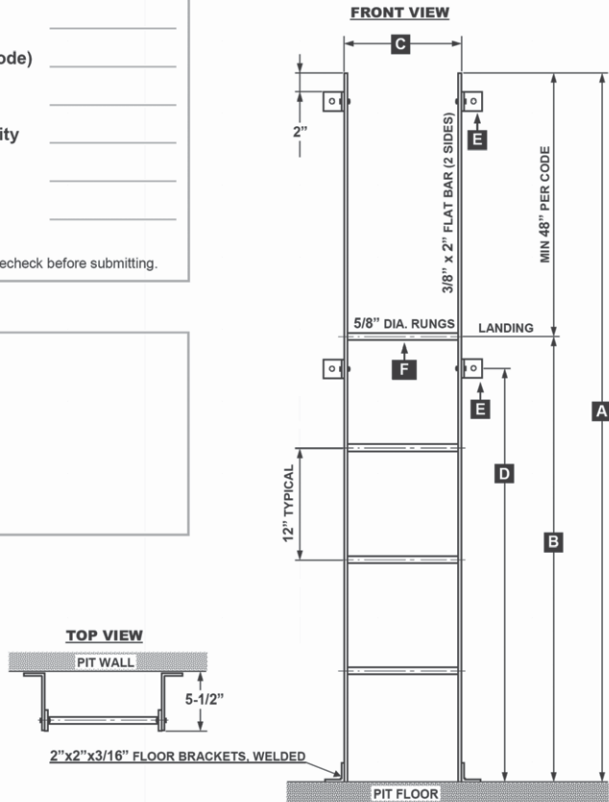 ode)
ity
echeck before submitting.
FRONT VIEW
C
2"
E
3/8" x 2" FLAT BAR (2 SIDES)
MIN 48" PER CODE
5/8" DIA. RUNGS
LANDING
F
E
A
D
12" TYPICAL
B
TOP VIEW
PIT WALL
5-1/2"
2"x2"x3/16" FLOOR BRACKETS, WELDED
PIT FLOOR